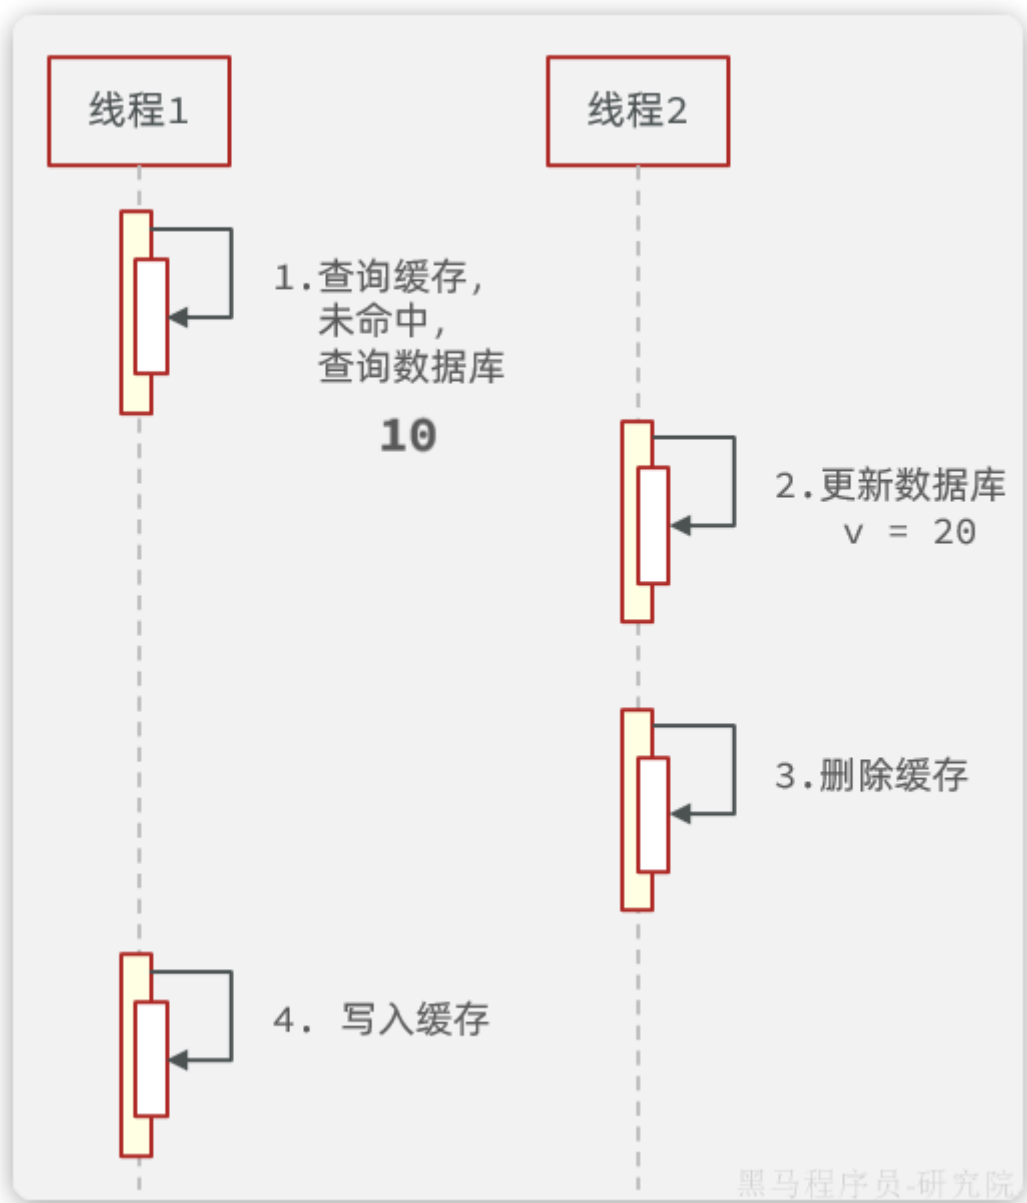 线程1
线程2
1.查询缓存,
未命中,
查询数据库
10
2.更新数据库
v = 20
3.删除缓存
4. 写入缓存
黑马程序员-研究院